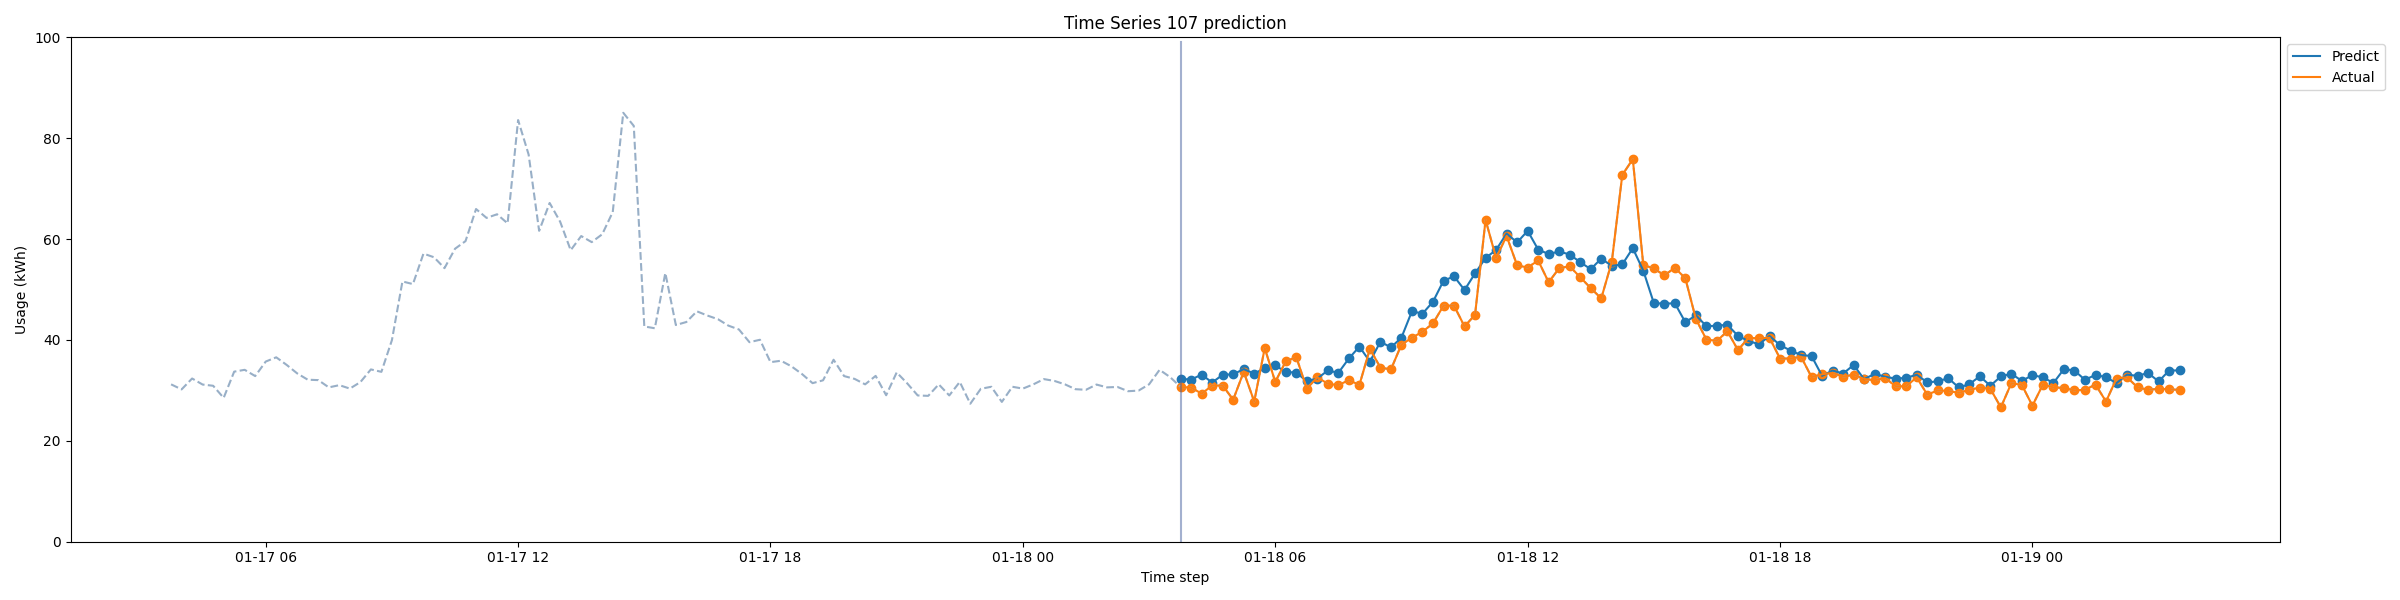 Time Series 107 prediction
100
80
60
40
20
0
Usage (kWh)
01-17 06
01-17 12
01-17 18
01-18 00
01-18 06
01-18 12
01-18 18
01-19 00
Time step
Predict
Actual